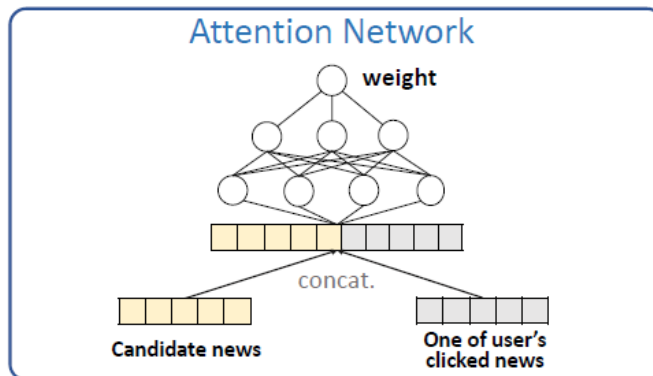 Attention Network
weight
concat.
Candidate news
One of user's
clicked news